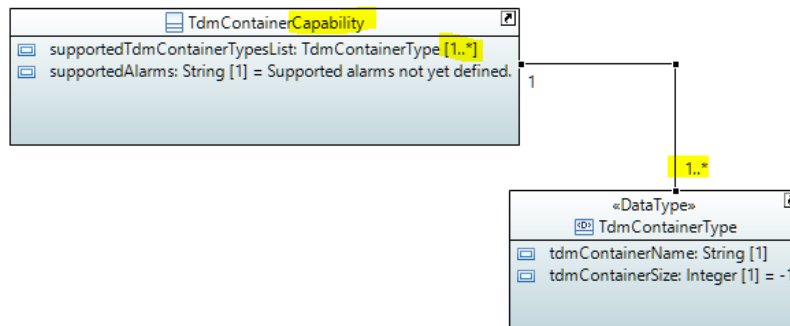 TdmContainerCapability
supportedTdmContainerTypesList: TdmContainerType [1..*]
supportedAlarms: String [1] = Supported alarms not yet defined.
1
1..*
«DataType»
<D> TdmContainerType
tdmContainerName: String [1]
tdmContainerSize: Integer [1] = -1